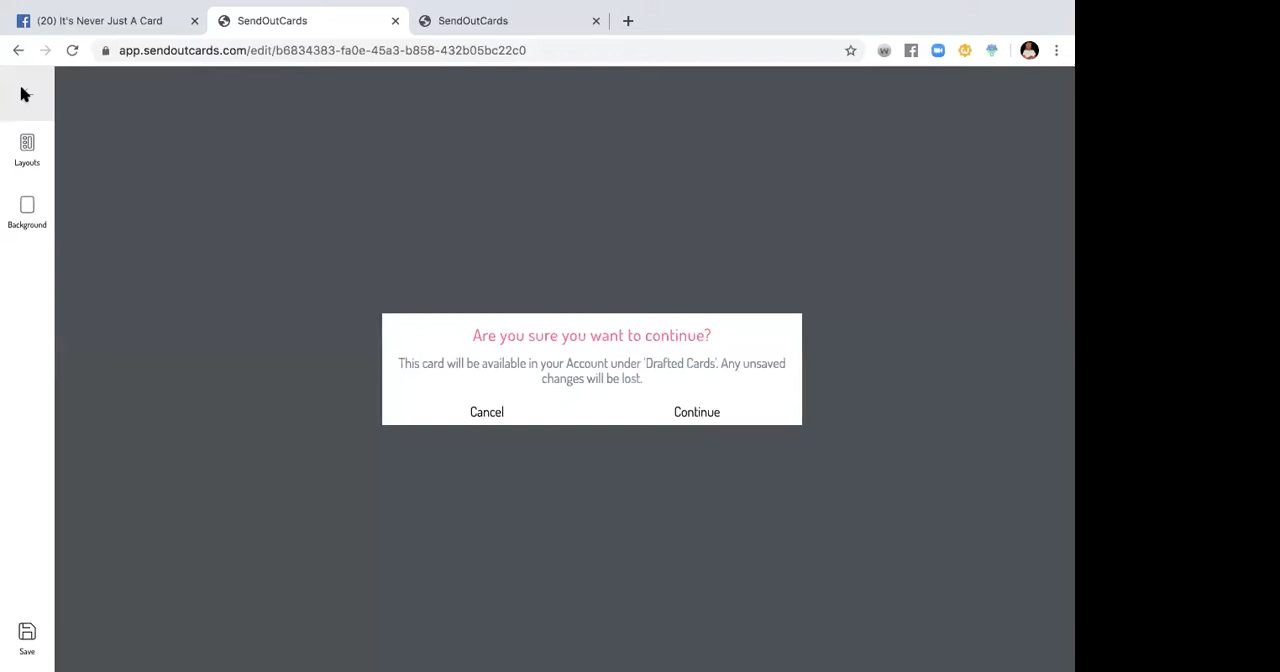 (20) It's Never Just A Card
SendOutCards
SendOutCards
app.sendoutcards.com/edit/b6834383-fa0e-45a3-b858-432b05bc22c0
Layouts
Background
Are you sure you want to continue?
This card will be available in your Account under 'Drafted Cards'. Any unsaved
changes will be lost.
Cancel
Continue
Save